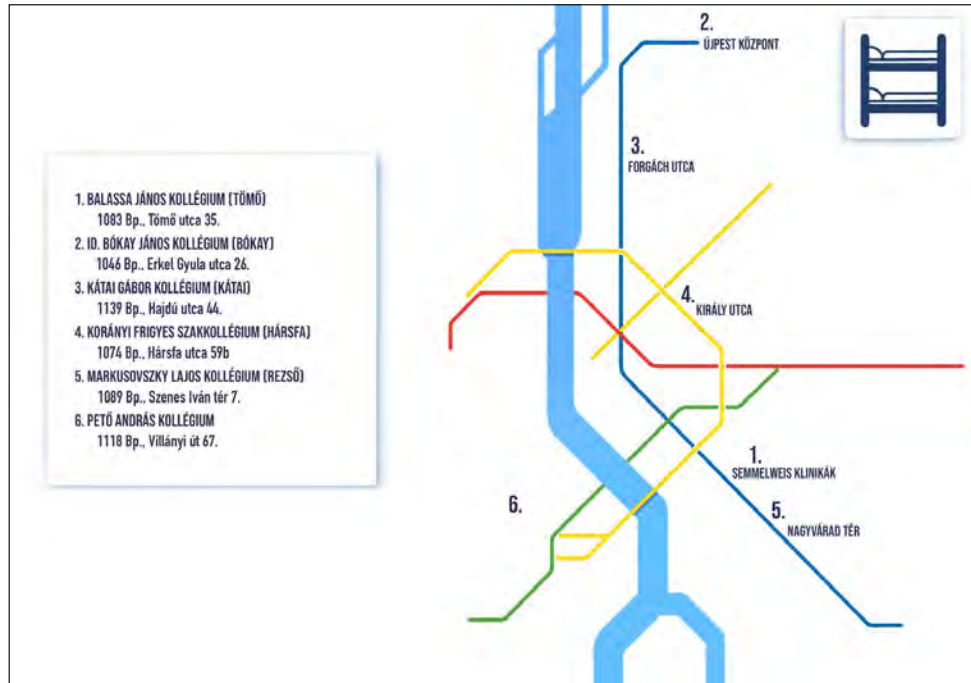 1. BALASSA JÁNOS KOLLÉGIUM (TÖMŐ)
1083 Bp., Tömő utca 35.
2. ID. BÓKAY JÁNOS KOLLÉGIUM (BÓKAY)
1046 Bp., Erkel Gyula utca 26.
3. KÁTAI GÁBOR KOLLÉGIUM (KÁTAI)
1139 Bp., Hajdú utca 44.
4. KORÁNYI FRIGYES SZAKKOLLÉGIUM (HÁRSFA)
1074 Bp., Hársfa utca 59b
5. MARKUSOVSZKY LAJOS KOLLÉGIUM (REZSŐ)
1089 Bp., Szenes Iván tér 7.
6. PETŐ ANDRÁS KOLLÉGIUM
1118 Bp., Villányi út 67.
2.
ÚJPEST KÖZPONT
3.
FORGÁCH UTCA
4.
KIRÁLY UTCA
1.
SEMMELWEIS KLINIKÁK
5.
NAGYVÁRAD TÉR
6.